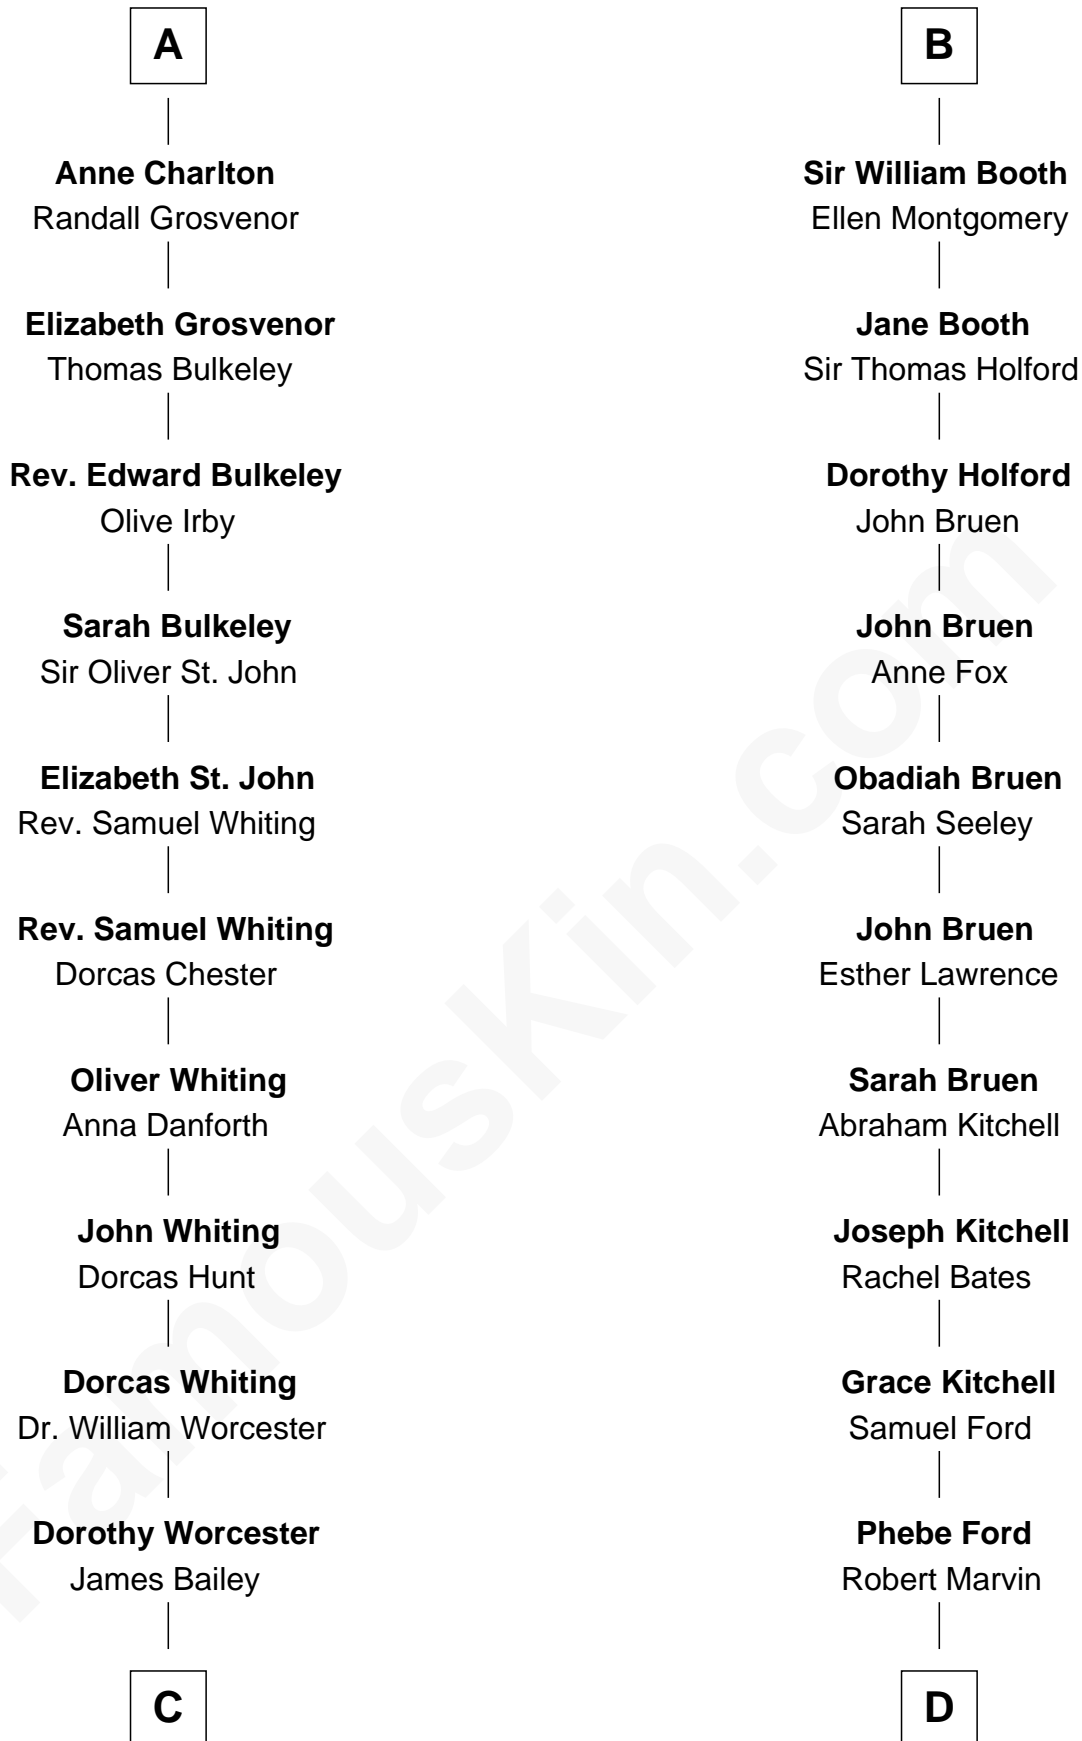 A
Anne Charlton
Randall Grosvenor
Elizabeth Grosvenor
Thomas Bulkeley
Rev. Edward Bulkeley
Olive Irby
Sarah Bulkeley
Sir Oliver St. John
Elizabeth St. John
Rev. Samuel Whiting
Rev. Samuel Whiting
Dorcas Chester
Oliver Whiting
Anna Danforth
John Whiting
Dorcas Hunt
Dorcas Whiting
Dr. William Worcester
Dorothy Worcester
James Bailey
C
B
Sir William Booth
Ellen Montgomery
Jane Booth
Sir Thomas Holford
Dorothy Holford
John Bruen
John Bruen
Anne Fox
Obadiah Bruen
Sarah Seeley
John Bruen
Esther Lawrence
Sarah Bruen
Abraham Kitchell
Joseph Kitchell
Rachel Bates
Grace Kitchell
Samuel Ford
Phebe Ford
Robert Marvin
D
FamousKin.com